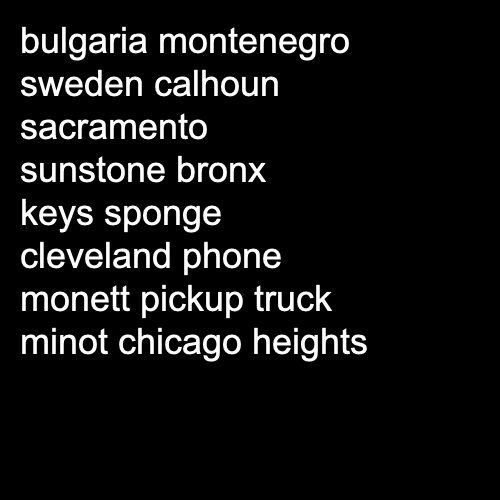 bulgaria montenegro
sweden calhoun
sacramento
sunstone bronx
keys sponge
cleveland phone
monett pickup truck
minot chicago heights